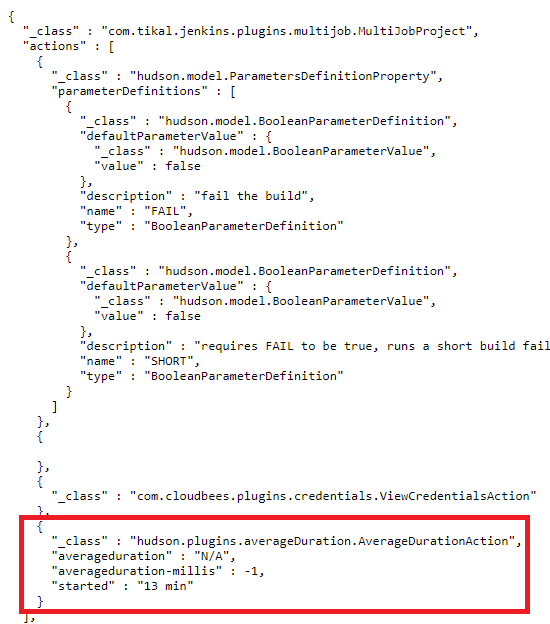 {
"_class" : "com.tikal.jenkins.plugins.multijob.MultiJobProject",
"actions" : [
{
"_class" : "hudson.model.ParametersDefinitionProperty",
"parameterDefinitions" : [
{
"_class" : "hudson.model.BooleanParameterDefinition",
"defaultParameterValue" : {
"_class" : "hudson.model.BooleanParameterValue",
"value" : false
},
"description" : "fail the build",
"name" : "FAIL",
"type" : "BooleanParameterDefinition"
},
{
"_class" : "hudson.model.BooleanParameterDefinition",
"defaultParameterValue" : {
"_class" : "hudson.model.BooleanParameterValue",
"value" : false
},
"description" : "requires FAIL to be true, runs a short build fail
"name" : "SHORT",
"type" : "BooleanParameterDefinition"
}
]
},
{
},
{
"_class" : "com.cloudbees.plugins.credentials.ViewCredentialsAction"
},
{
"_class" : "hudson.plugins.averageDuration.AverageDurationAction",
"averageduration" : "N/A",
"averageduration-millis" : -1,
"started" : "13 min"
}
],